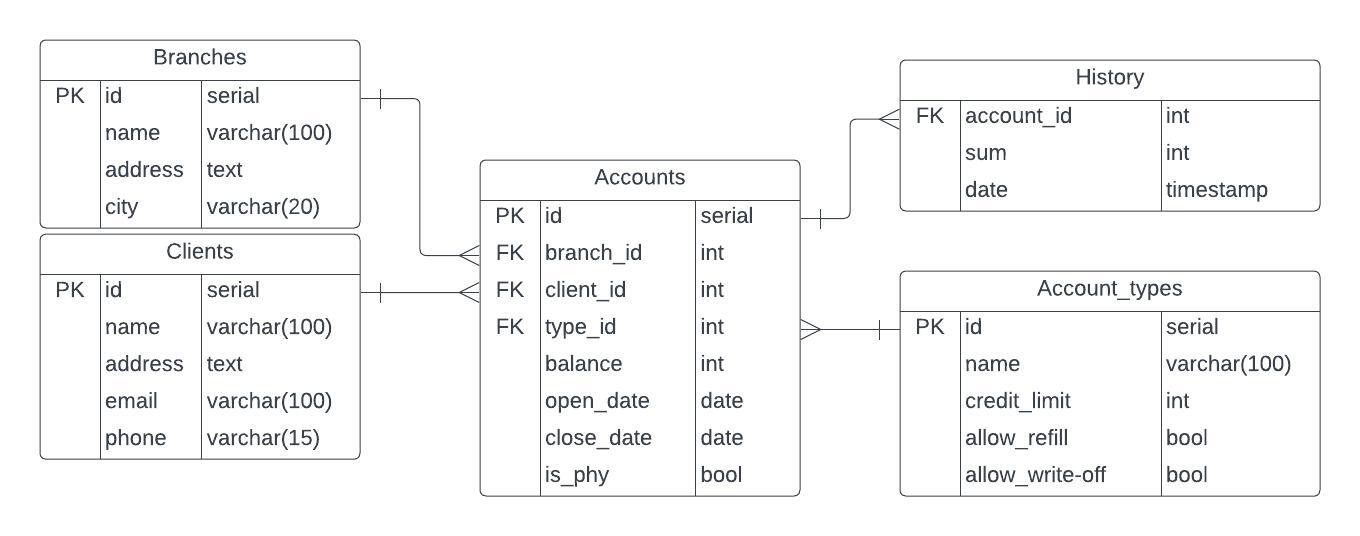 Branches
PK id serial
name varchar(100)
address text
city varchar(20)
Clients
PK id serial
name varchar(100)
address text
email varchar(100)
phone varchar(15)
Accounts
PK id serial
FK branch_id int
FK client_id int
FK type_id int
balance int
open_date date
close_date date
is_phy bool
History
FK account_id int
sum int
date timestamp
Account_types
PK id serial
name varchar(100)
credit_limit int
allow_refill bool
allow_write-off bool